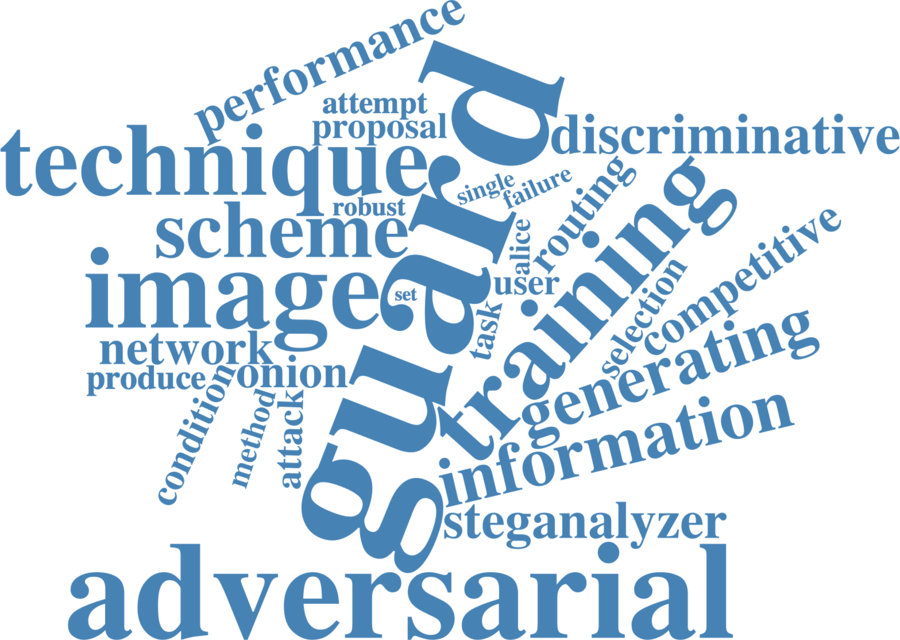 performance
attempt
proposal
discriminative
technique
guard
single
failure
robust
scheme
routing
alice
training
image
set
user
competitive
selection
task
network
produce
onion
generating
condition
method
attack
information
steganalyzer
adversarial